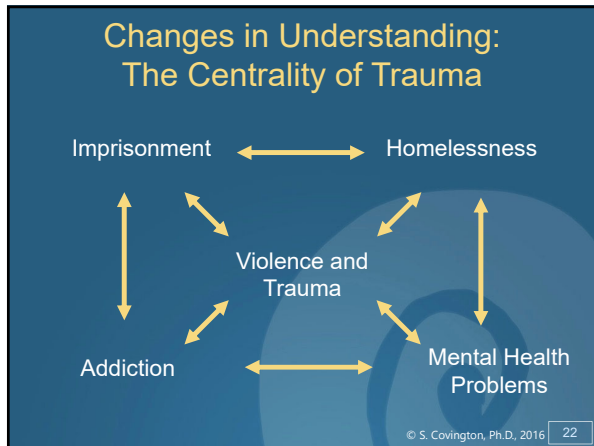 Changes in Understanding:
The Centrality of Trauma
Imprisonment
Homelessness
Violence and
Trauma
Addiction
Mental Health
Problems
© S. Covington, Ph.D., 2016
22